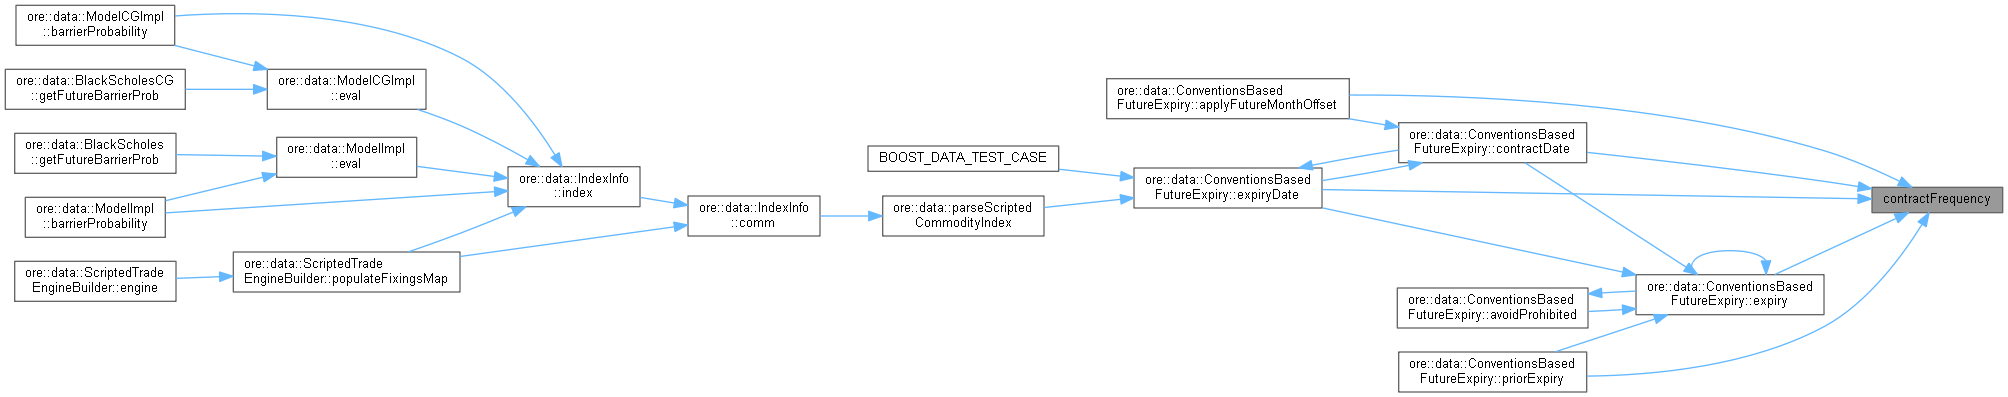 ore::data::ModelCGImpl
::barrierProbability
ore::data::BlackScholesCG
::getFutureBarrierProb
ore::data::ModelCGImpl
::eval
ore::data::BlackScholes
::getFutureBarrierProb
ore::data::ModelImpl
::eval
ore::data::ModelImpl
::barrierProbability
ore::data::ScriptedTrade
EngineBuilder::engine
ore::data::ScriptedTrade
EngineBuilder::populateFixingsMap
ore::data::IndexInfo
::index
ore::data::IndexInfo
::comm
ore::data::parseScripted
CommodityIndex
BOOST_DATA_TEST_CASE
ore::data::ConventionsBased
FutureExpiry::applyFutureMonthOffset
ore::data::ConventionsBased
FutureExpiry::expiryDate
ore::data::ConventionsBased
FutureExpiry::contractDate
ore::data::ConventionsBased
FutureExpiry::avoidProhibited
ore::data::ConventionsBased
FutureExpiry::priorExpiry
ore::data::ConventionsBased
FutureExpiry::expiry
contractFrequency